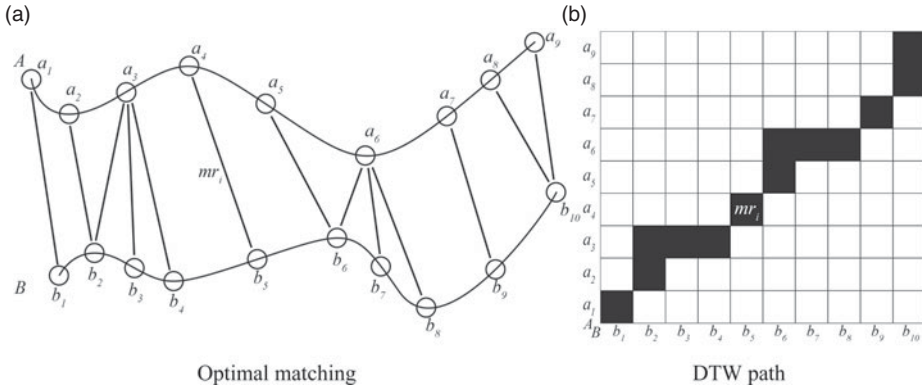 (a)
A a1 a2 a3 a4 a5 a6 a7 a8 a9
mri
B b1 b2 b3 b4 b5 b6 b7 b8 b9 b10
Optimal matching
(b)
a9
a8
a7
a6
a5
a4 mri
a3
a2
a1
A
B b1 b2 b3 b4 b5 b6 b7 b8 b9 b10
DTW path